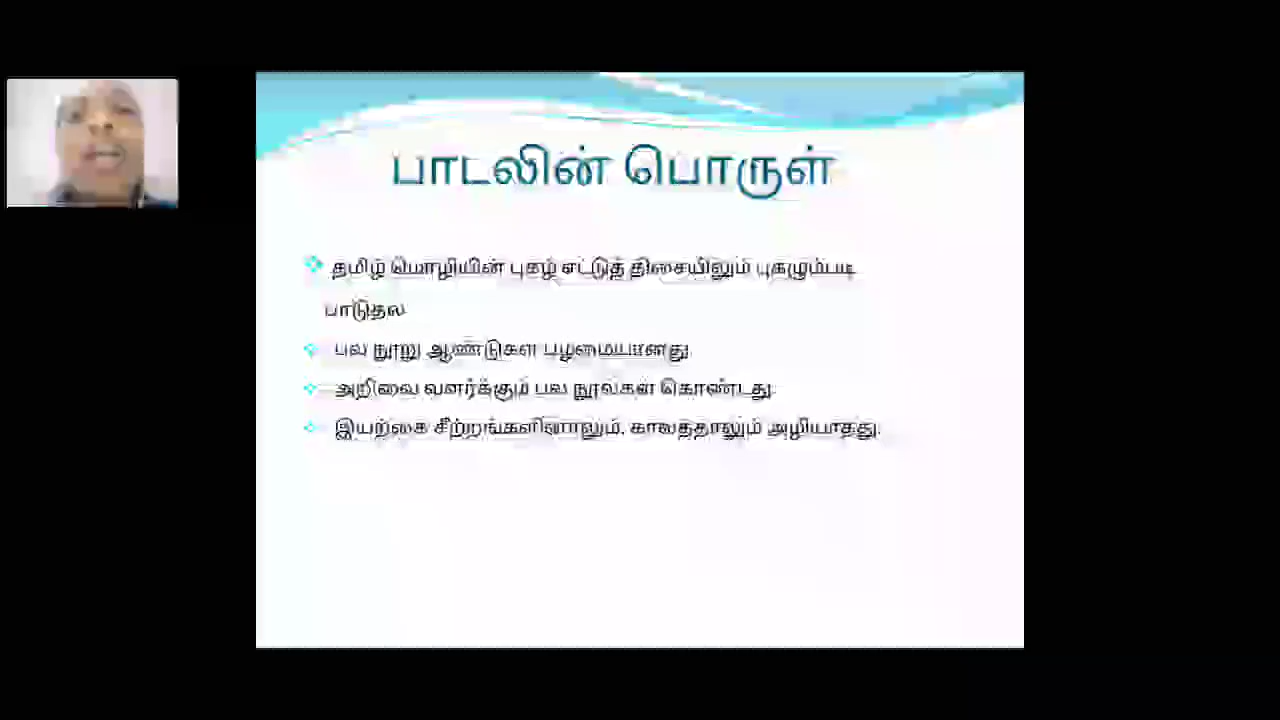 பாடலின் பொருள்
தமிழ் மொழியின் புகழ் எட்டுத் திசையிலும் புகழும்படி
பாடுதல்
பல நூறு ஆண்டுகள் பழமையானது
அறிவை வளர்க்கும் பல நூல்கள் கொண்டது
இயற்கை சீற்றங்களினாலும், காலத்தாலும் அழியாதது.